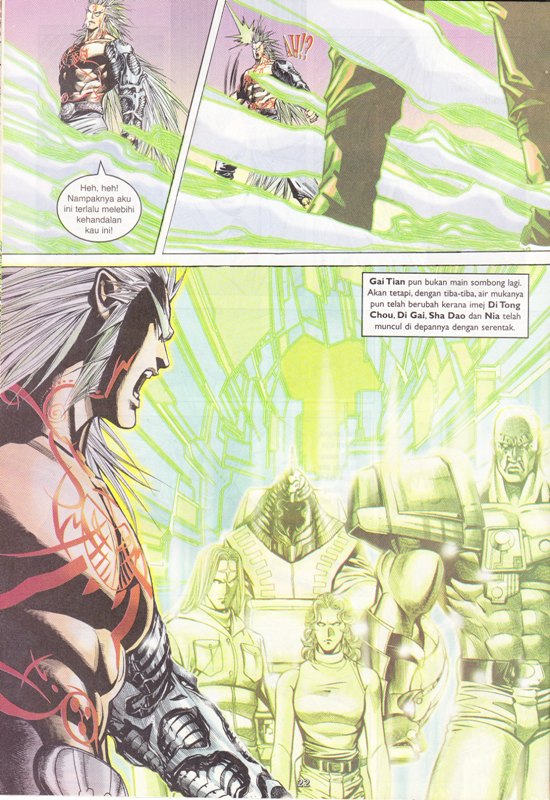 Heh, heh!
Nampaknya aku
ini terlalu melebihi
kehandalan
kau ini!
AH!?
Gai Tian pun bukan main sombong lagi.
Akan tetapi, dengan tiba-tiba, air mukanya
pun telah berubah kerana imej Di Tong
Chou, Di Gai, Sha Dao dan Nia telah
muncul di depannya dengan serentak.
22